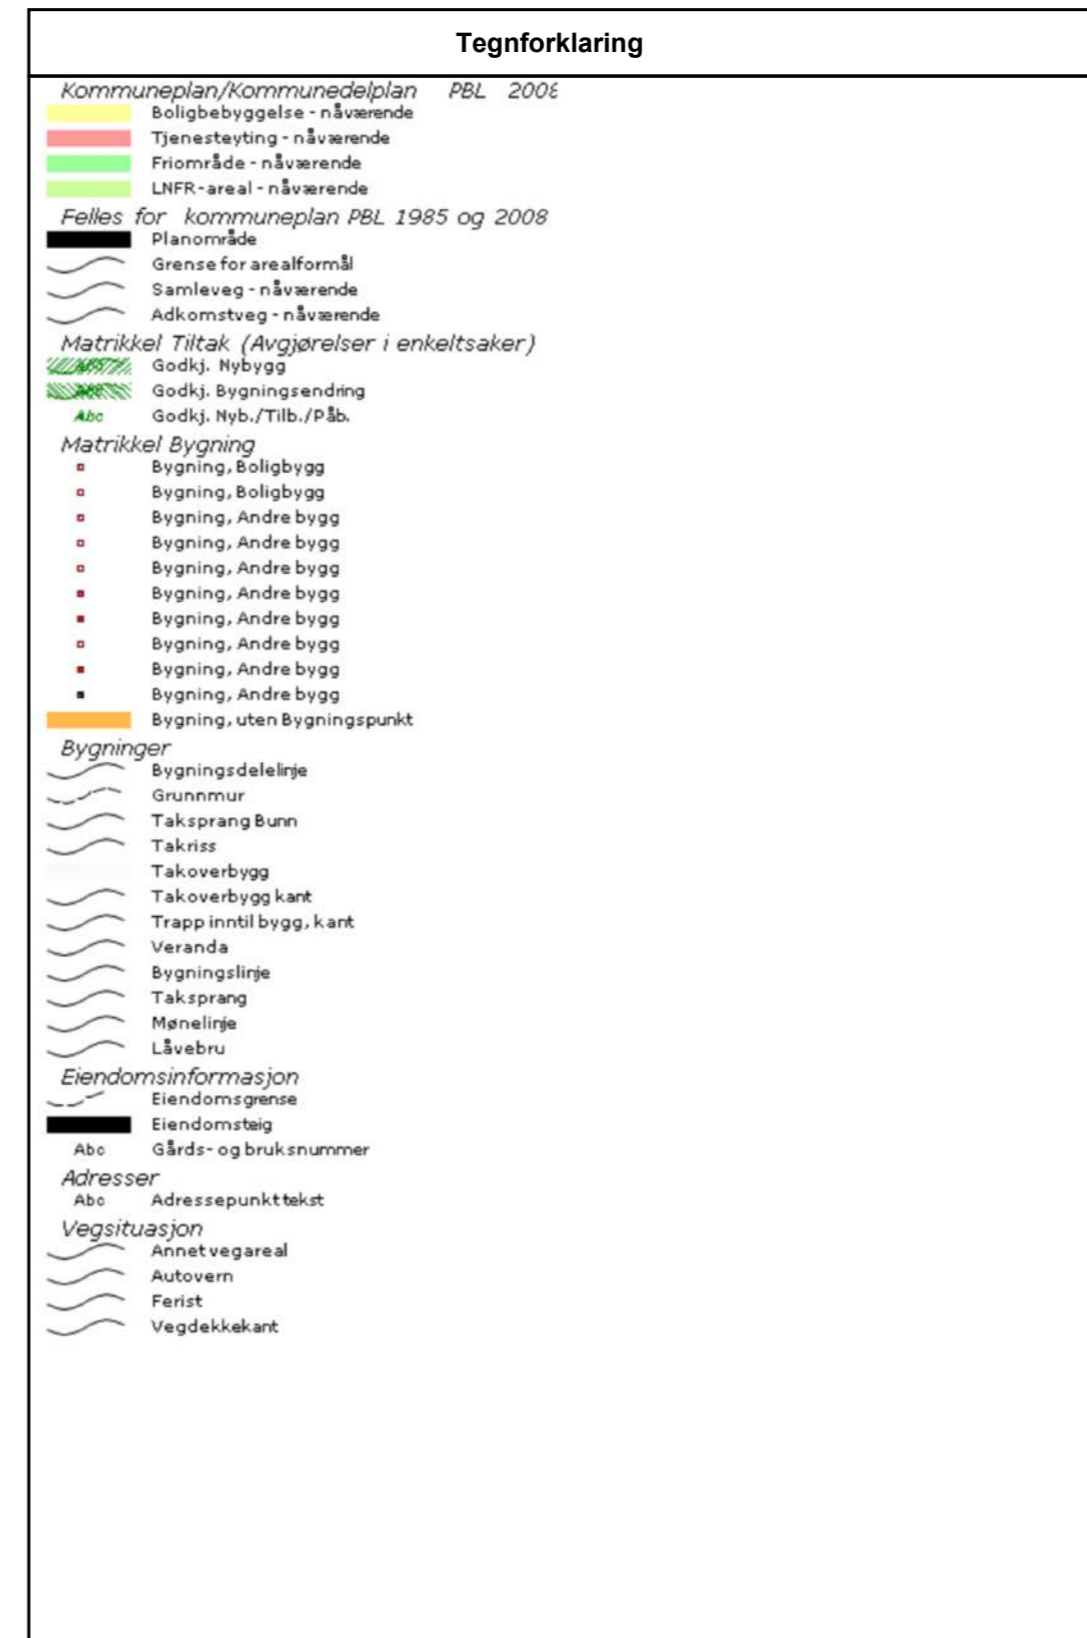 Tegnforklaring
Kommuneplan/Kommunedelplan PBL 2008
Boligbebyggelse - nåværende
Tjenesteyting - nåværende
Friområde - nåværende
LNFR-areal - nåværende
Felles for kommuneplan PBL 1985 og 2008
Planområde
Grense for arealformål
Samleveg - nåværende
Adkomstveg - nåværende
Matrikkel Tiltak (Avgjørelser i enkeltsaker)
Abc Godkj. Nybygg
Abc Godkj. Bygningsendring
Abc Godkj. Nyb./Tilb./Påb.
Matrikkel Bygning
Bygning, Boligbygg
Bygning, Boligbygg
Bygning, Andre bygg
Bygning, Andre bygg
Bygning, Andre bygg
Bygning, Andre bygg
Bygning, Andre bygg
Bygning, Andre bygg
Bygning, Andre bygg
Bygning, Andre bygg
Bygning, uten Bygningspunkt
Bygninger
Bygningsdelelinje
Grunnmur
Taksprang Bunn
Takriss
Takoverbygg
Takoverbygg kant
Trapp inntil bygg, kant
Veranda
Bygningslinje
Taksprang
Mønelinje
Låvebru
Eiendomsinformasjon
Eiendomsgrense
Eiendomsteig
Abc Gårds- og bruksnummer
Adresser
Abc Adressepunkt tekst
Vegsituasjon
Annet vegareal
Autovern
Ferist
Vegdekkekant